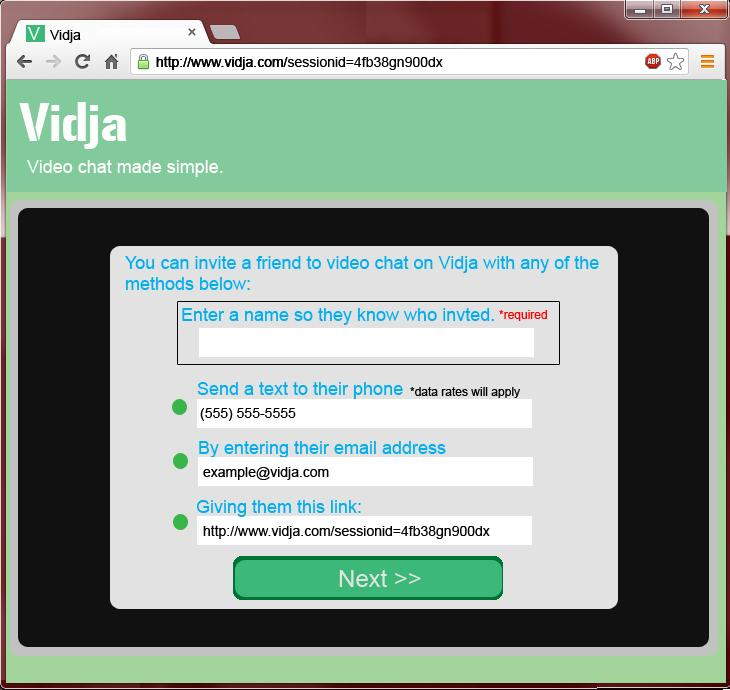 V Vidja
http://www.vidja.com/sessionid=4fb38gn900dx
ABP
Vidja
Video chat made simple.
You can invite a friend to video chat on Vidja with any of the
methods below:
Enter a name so they know who invted. *required
Send a text to their phone *data rates will apply
(555) 555-5555
By entering their email address
example@vidja.com
Giving them this link:
http://www.vidja.com/sessionid=4fb38gn900dx
Next >>